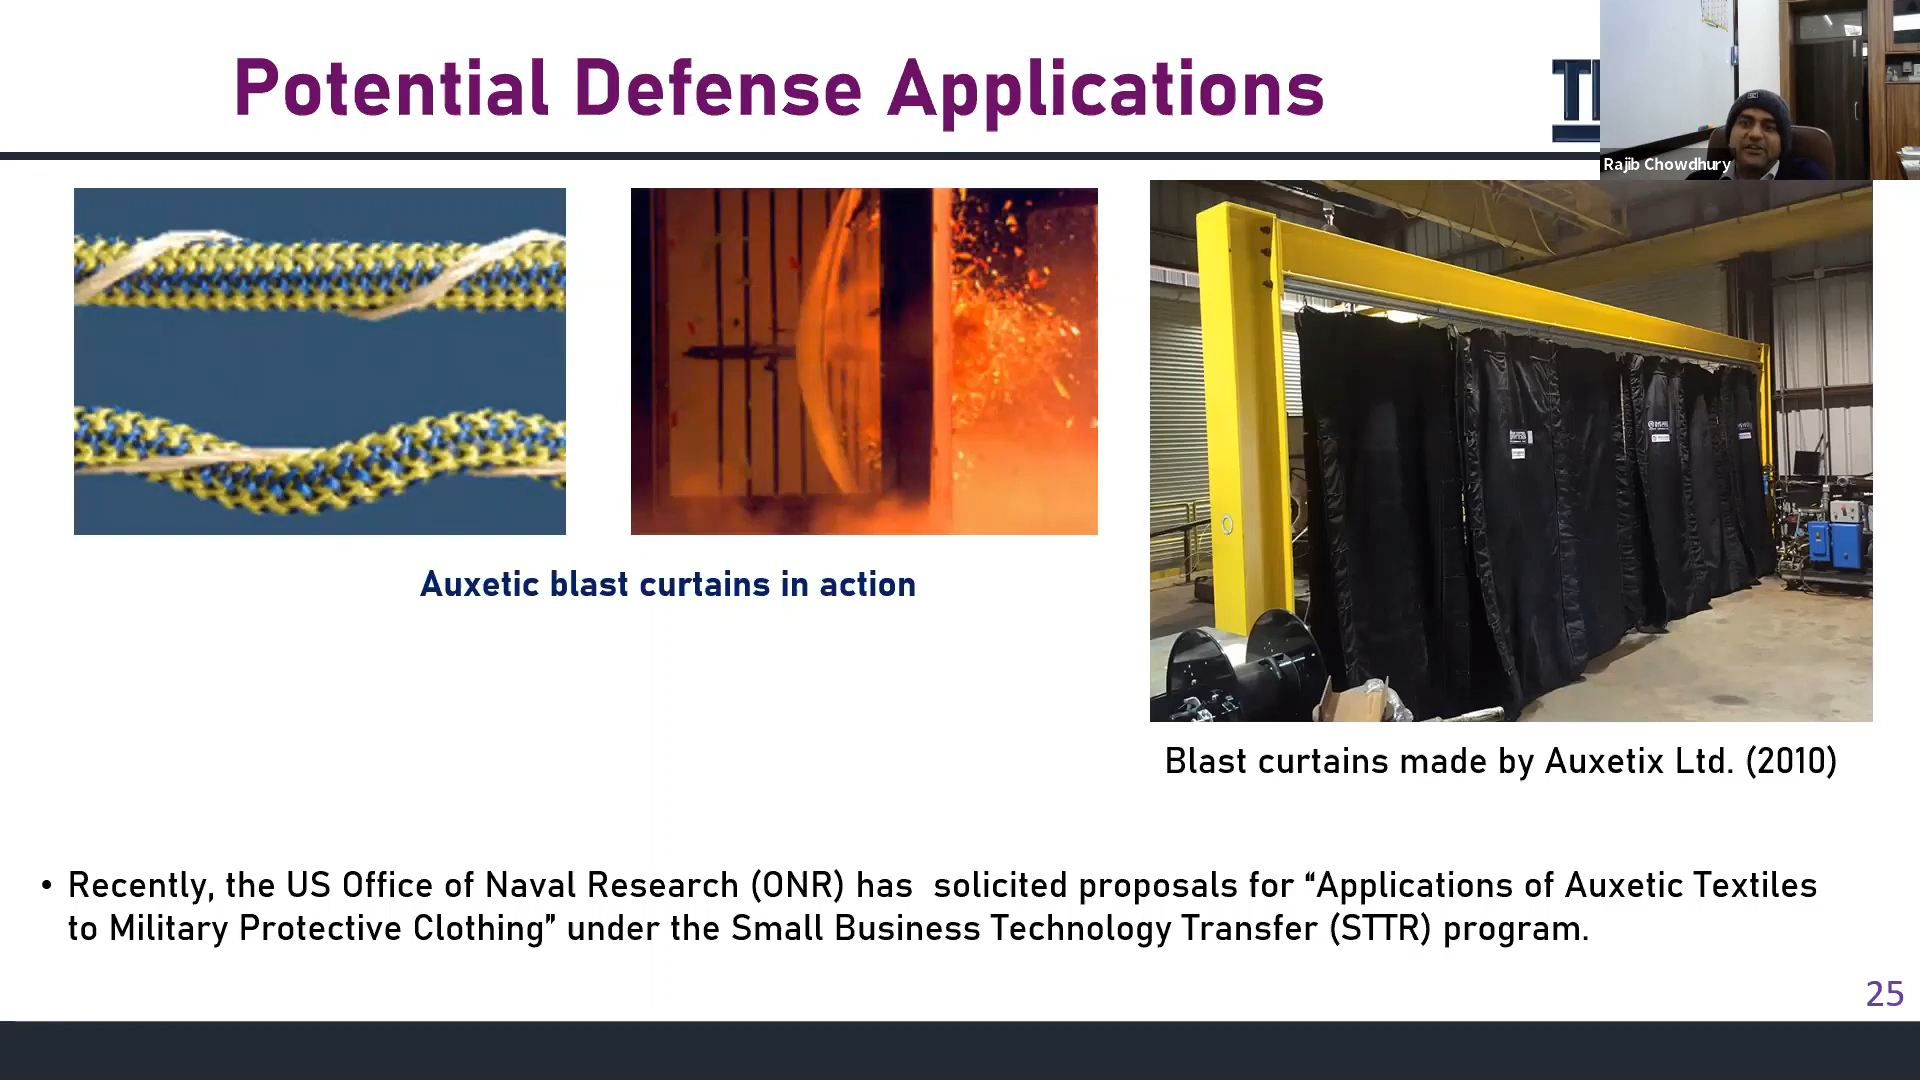 Potential Defense Applications
Rajib Chowdhury
Auxetic blast curtains in action
Blast curtains made by Auxetix Ltd. (2010)
• Recently, the US Office of Naval Research (ONR) has solicited proposals for “Applications of Auxetic Textiles
to Military Protective Clothing” under the Small Business Technology Transfer (STTR) program.
25